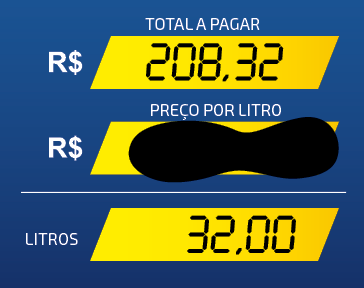 TOTAL A PAGAR
R$ 208,32
PREÇO POR LITRO
R$
LITROS 32,00